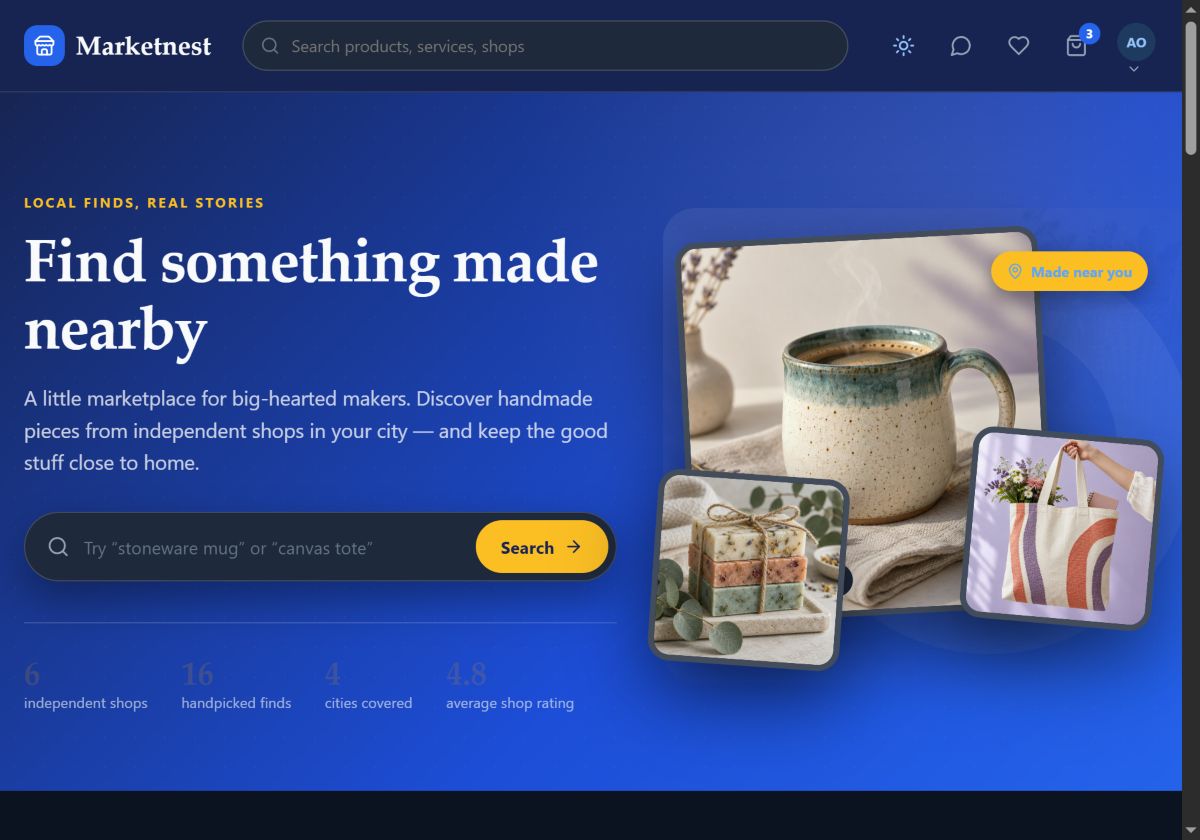 Marketnest
Search products, services, shops
3
AO
LOCAL FINDS, REAL STORIES
Find something made
nearby
A little marketplace for big-hearted makers. Discover handmade
pieces from independent shops in your city — and keep the good
stuff close to home.
Try “stoneware mug” or “canvas tote”
Search
6
independent shops
16
handpicked finds
4
cities covered
4.8
average shop rating
Made near you